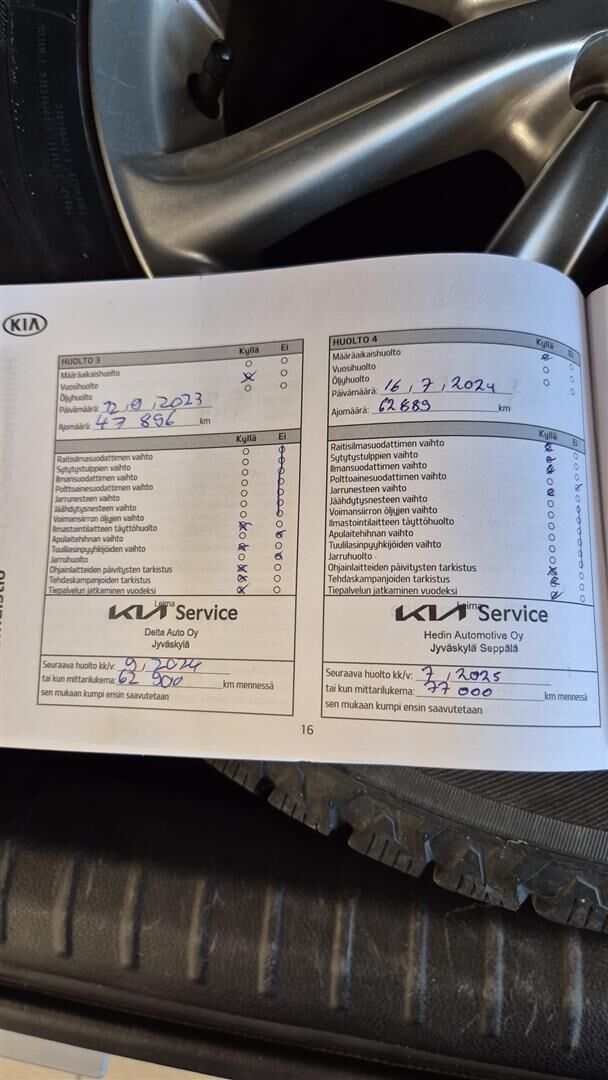 KIA
HUOLTO 3
Kyllä Ei
Määräaikaishuolto
Vuosihuolto
Öljyhuolto
Päivämäärä: 12, 9, 2023
Ajomäärä: 47 896 km
Kyllä Ei
Raitisilmasuodattimen vaihto
Sytytystulppien vaihto
Ilmansuodattimen vaihto
Polttoainesuodattimen vaihto
Jarrunesteen vaihto
Jäähdytysnesteen vaihto
Voimansiirron öljyjen vaihto
Ilmastointilaitteen täyttöhuolto
Apulaitehihnan vaihto
Tuulilasinpyyhkijöiden vaihto
Jarruhuolto
Ohjainlaitteiden päivitysten tarkistus
Tehdaskampanjoiden tarkistus
Tiepalvelun jatkaminen vuodeksi
Leima
KIA Service
Delta Auto Oy
Jyväskylä
Seuraava huolto kk/v: 9, 2024
tai kun mittarilukema: 62 900 km mennessä
sen mukaan kumpi ensin saavutetaan
HUOLTO 4
Kyllä Ei
Määräaikaishuolto
Vuosihuolto
Öljyhuolto
Päivämäärä: 16, 7, 2024
Ajomäärä: 62889 km
Kyllä Ei
Raitisilmasuodattimen vaihto
Sytytystulppien vaihto
Ilmansuodattimen vaihto
Polttoainesuodattimen vaihto
Jarrunesteen vaihto
Jäähdytysnesteen vaihto
Voimansiirron öljyjen vaihto
Ilmastointilaitteen täyttöhuolto
Apulaitehihnan vaihto
Tuulilasinpyyhkijöiden vaihto
Jarruhuolto
Ohjainlaitteiden päivitysten tarkistus
Tehdaskampanjoiden tarkistus
Tiepalvelun jatkaminen vuodeksi
Leima
KIA Service
Hedin Automotive Oy
Jyväskylä Seppälä
Seuraava huolto kk/v: 7, 2025
tai kun mittarilukema: 77 000 km mennessä
sen mukaan kumpi ensin saavutetaan
16